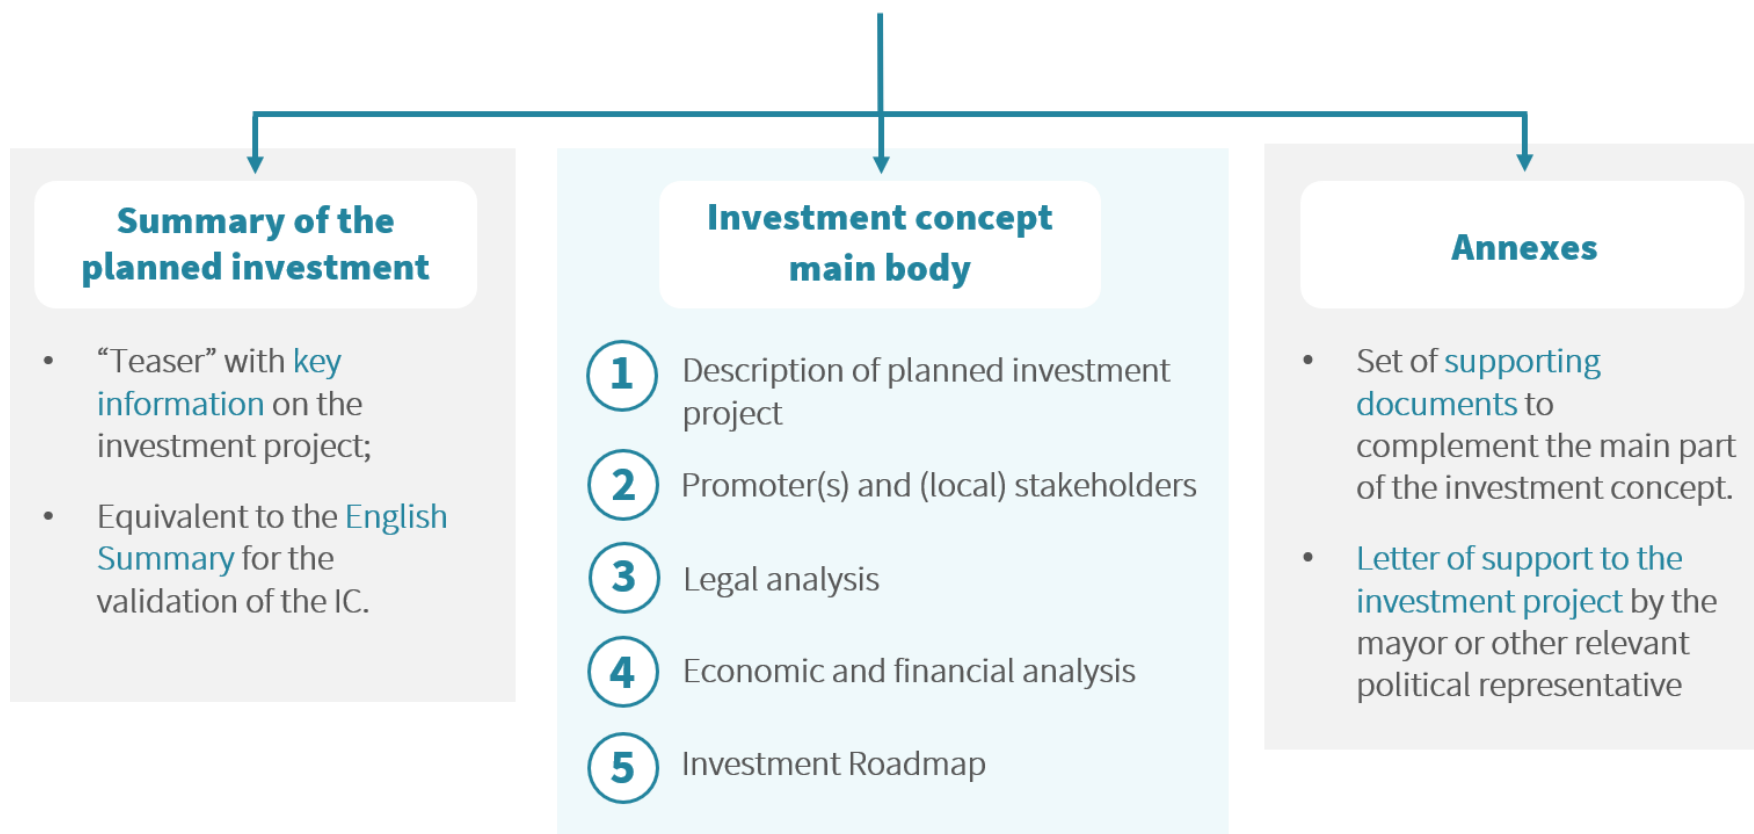 Summary of the
planned investment
• “Teaser” with key
information on the
investment project;
• Equivalent to the English
Summary for the
validation of the IC.
Investment concept
main body
1 Description of planned investment
project
2 Promoter(s) and (local) stakeholders
3 Legal analysis
4 Economic and financial analysis
5 Investment Roadmap
Annexes
• Set of supporting
documents to
complement the main part
of the investment concept.
• Letter of support to the
investment project by the
mayor or other relevant
political representative